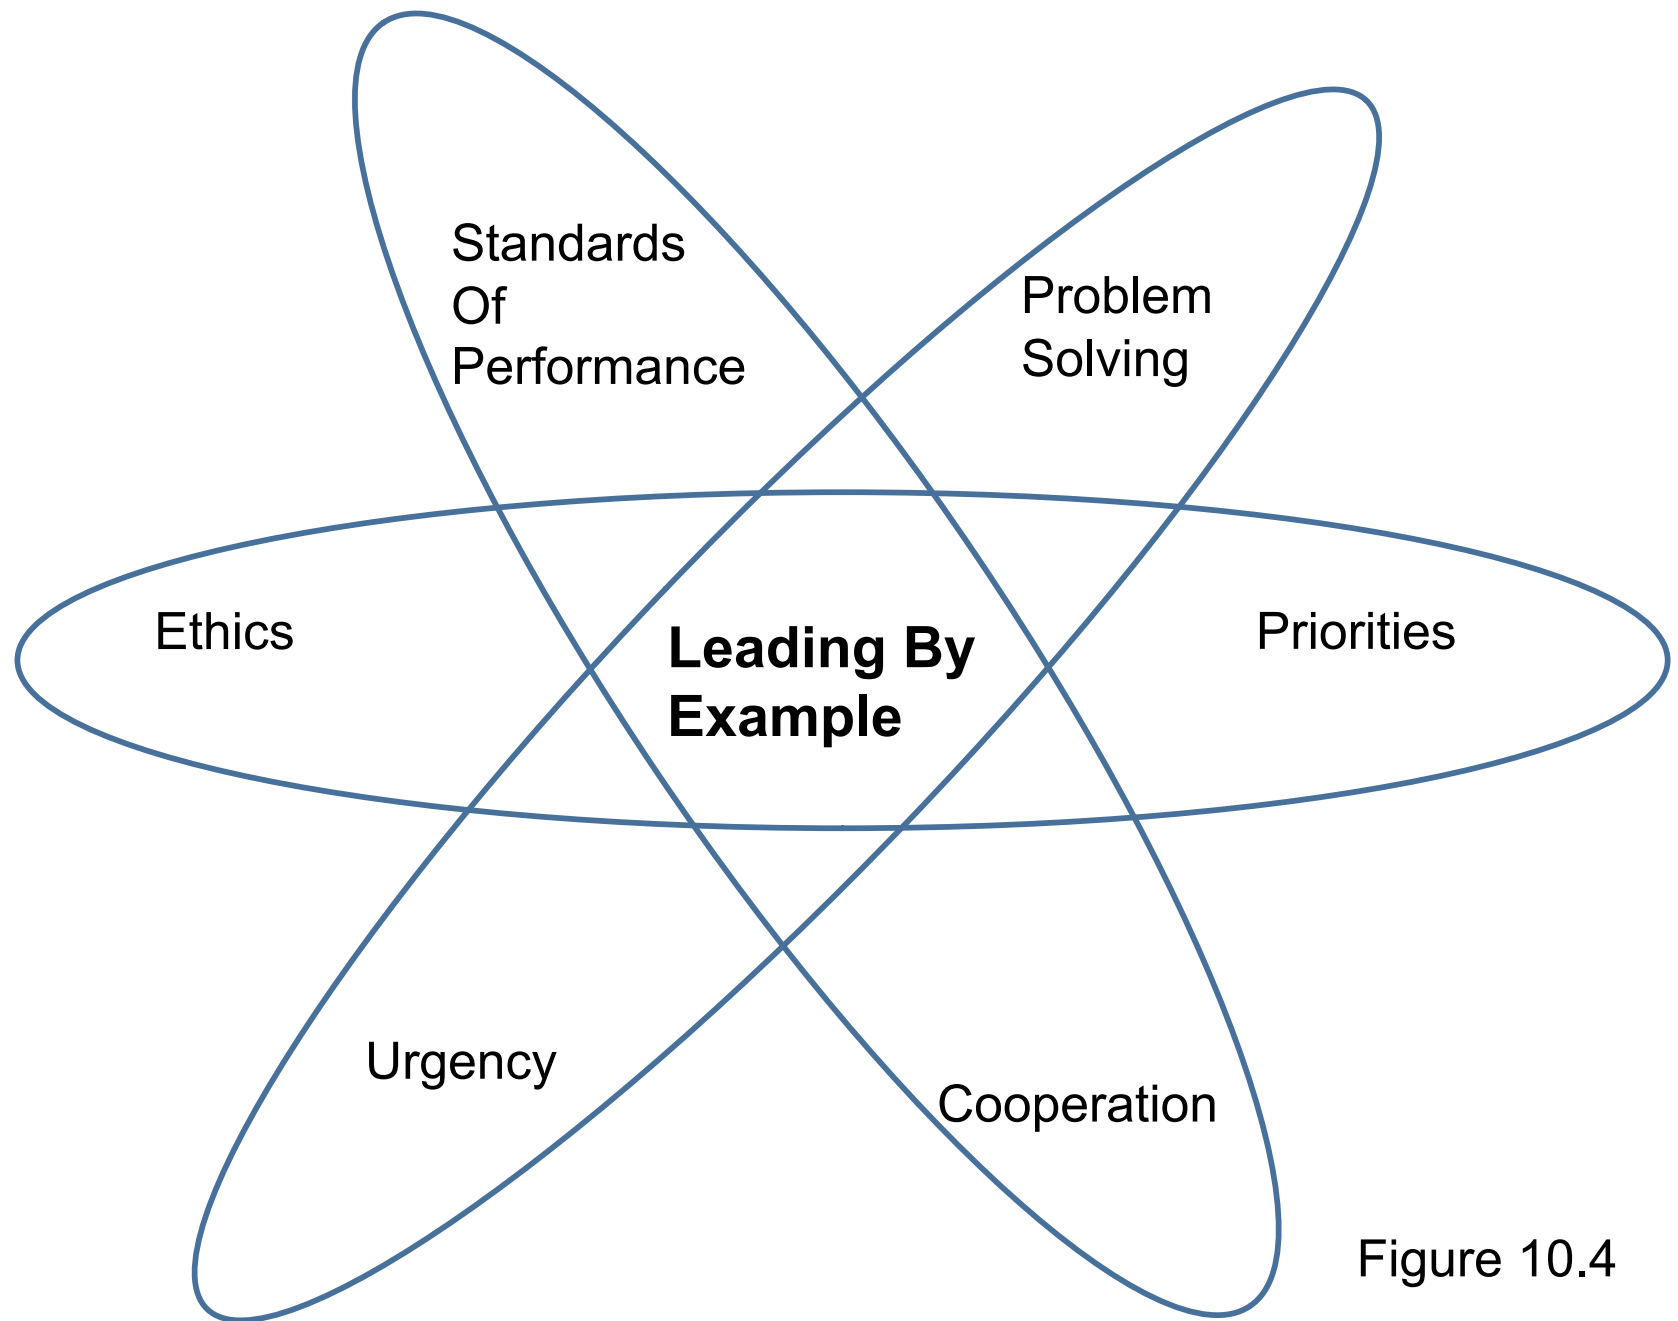 Standards
Of
Performance
Problem
Solving
Ethics
Leading By
Example
Priorities
Urgency
Cooperation
Figure 10.4